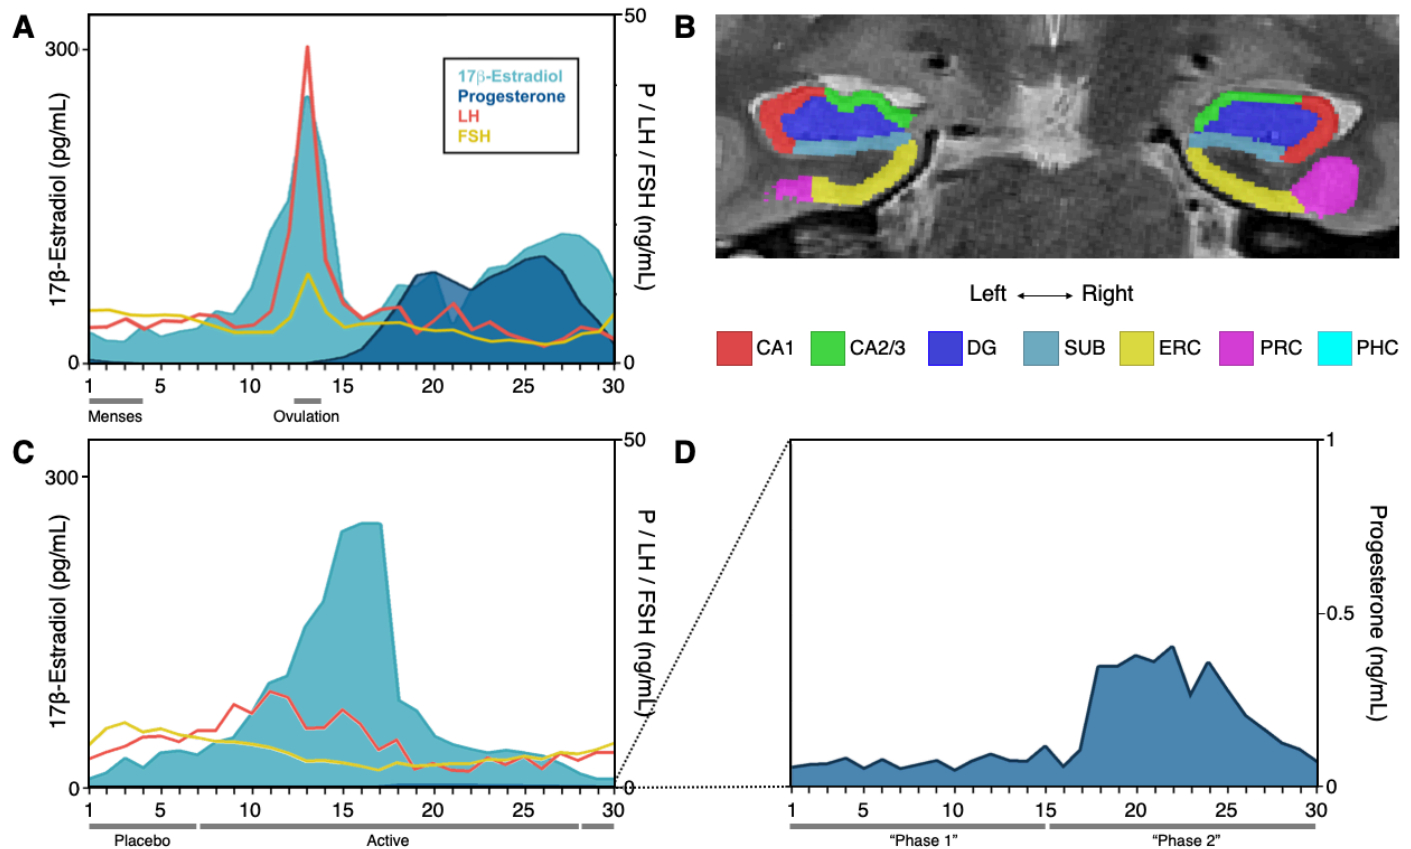 A
300
17β-Estradiol (pg/mL)
0
50
P / LH / FSH (ng/mL)
0
17β-Estradiol
Progesterone
LH
FSH
1 5 10 15 20 25 30
Menses Ovulation
B
Left Right
CA1 CA2/3 DG SUB ERC PRC PHC
C
300
17β-Estradiol (pg/mL)
0
50
P / LH / FSH (ng/mL)
0
1 5 10 15 20 25 30
Placebo Active
D
1
0.5
0
Progesterone (ng/mL)
1 5 10 15 20 25 30
“Phase 1” “Phase 2”